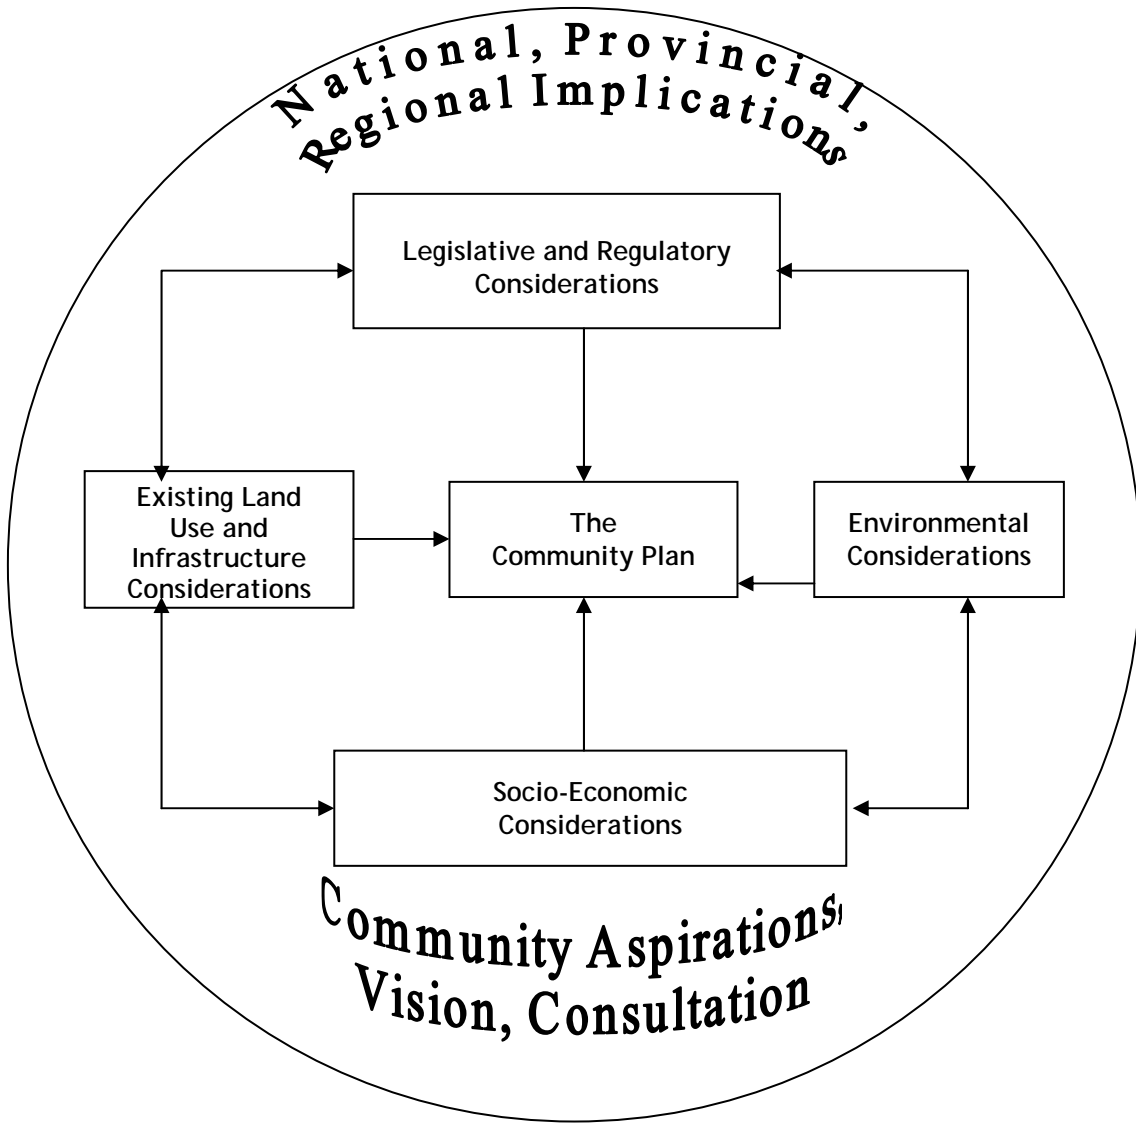 National, Provincial,
Regional Implications
Legislative and Regulatory
Considerations
Existing Land
Use and
Infrastructure
Considerations
The
Community Plan
Environmental
Considerations
Socio-Economic
Considerations
Community Aspirations,
Vision, Consultation